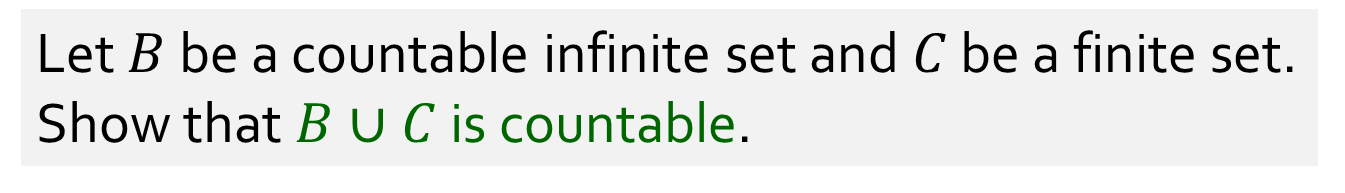 Let B be a countable infinite set and C be a finite set.
Show that B ∪ C is countable.